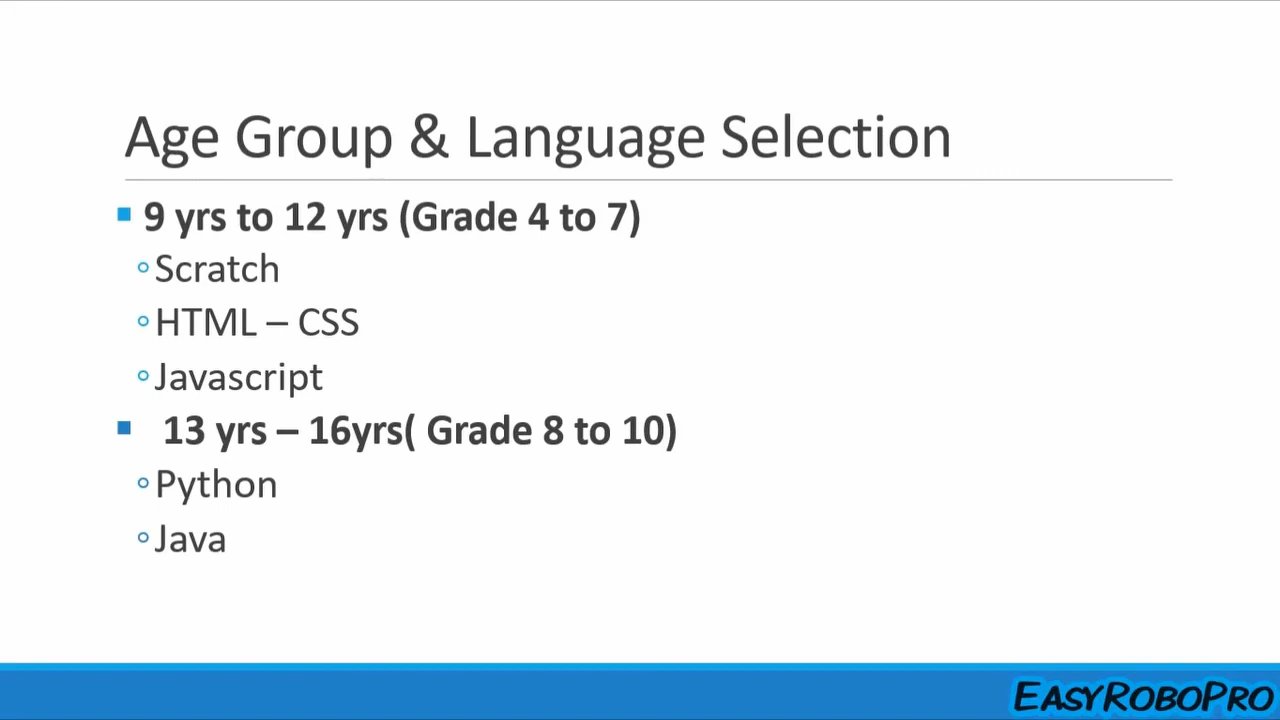 Age Group & Language Selection
9 yrs to 12 yrs (Grade 4 to 7)
Scratch
HTML – CSS
Javascript
13 yrs – 16yrs( Grade 8 to 10)
Python
Java
EASYROBOPRO